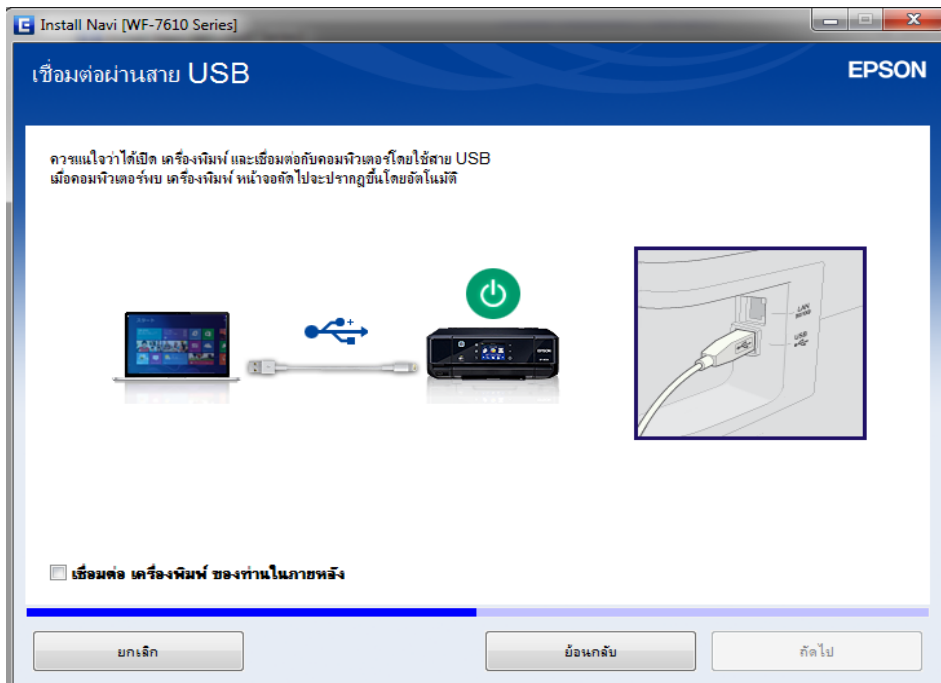 Install Navi [WF-7610 Series]
เชื่อมต่อผ่านสาย USB
EPSON
ควรแน่ใจว่าได้เปิด เครื่องพิมพ์ และเชื่อมต่อกับคอมพิวเตอร์โดยใช้สาย USB
เมื่อคอมพิวเตอร์พบ เครื่องพิมพ์ หน้าจอถัดไปจะปรากฏขึ้นโดยอัตโนมัติ
LAN
USB
EPSON
เชื่อมต่อ เครื่องพิมพ์ ของท่านในภายหลัง
ยกเลิก
ย้อนกลับ
ถัดไป